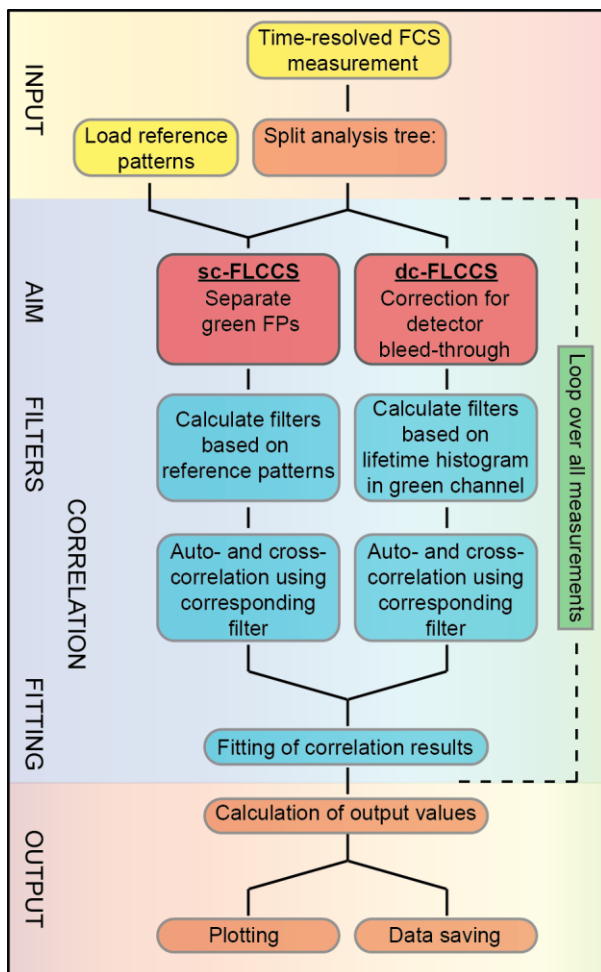 INPUT
Time-resolved FCS
measurement
Load reference
patterns
Split analysis tree:
AIM
sc-FLCCS
Separate
green FPs
dc-FLCCS
Correction for
detector
bleed-through
Loop over all measurements
FILTERS
Calculate filters
based on
reference patterns
Calculate filters
based on
lifetime histogram
in green channel
CORRELATION
Auto- and cross-
correlation using
corresponding
filter
Auto- and cross-
correlation using
corresponding
filter
FITTING
Fitting of correlation results
OUTPUT
Calculation of output values
Plotting
Data saving